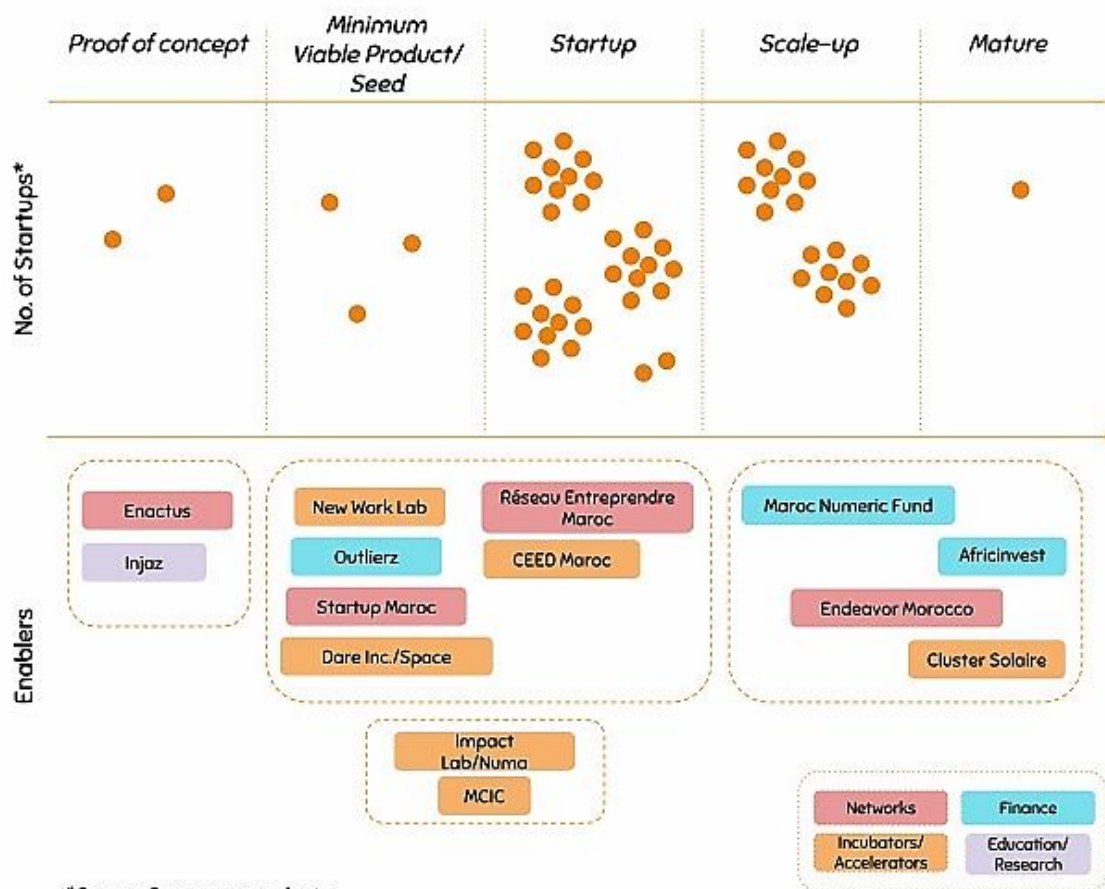 Proof of concept
Minimum
Viable Product/
Seed
Startup
Scale-up
Mature
No. of Startups*
Enablers
Enactus
Injaz
New Work Lab
Outlierz
Startup Maroc
Dare Inc./Space
Réseau Entreprendre
Maroc
CEED Maroc
Impact
Lab/Numa
MCIC
Maroc Numeric Fund
Africinvest
Endeavor Morocco
Cluster Solaire
Networks
Finance
Incubators/
Accelerators
Education/
Research